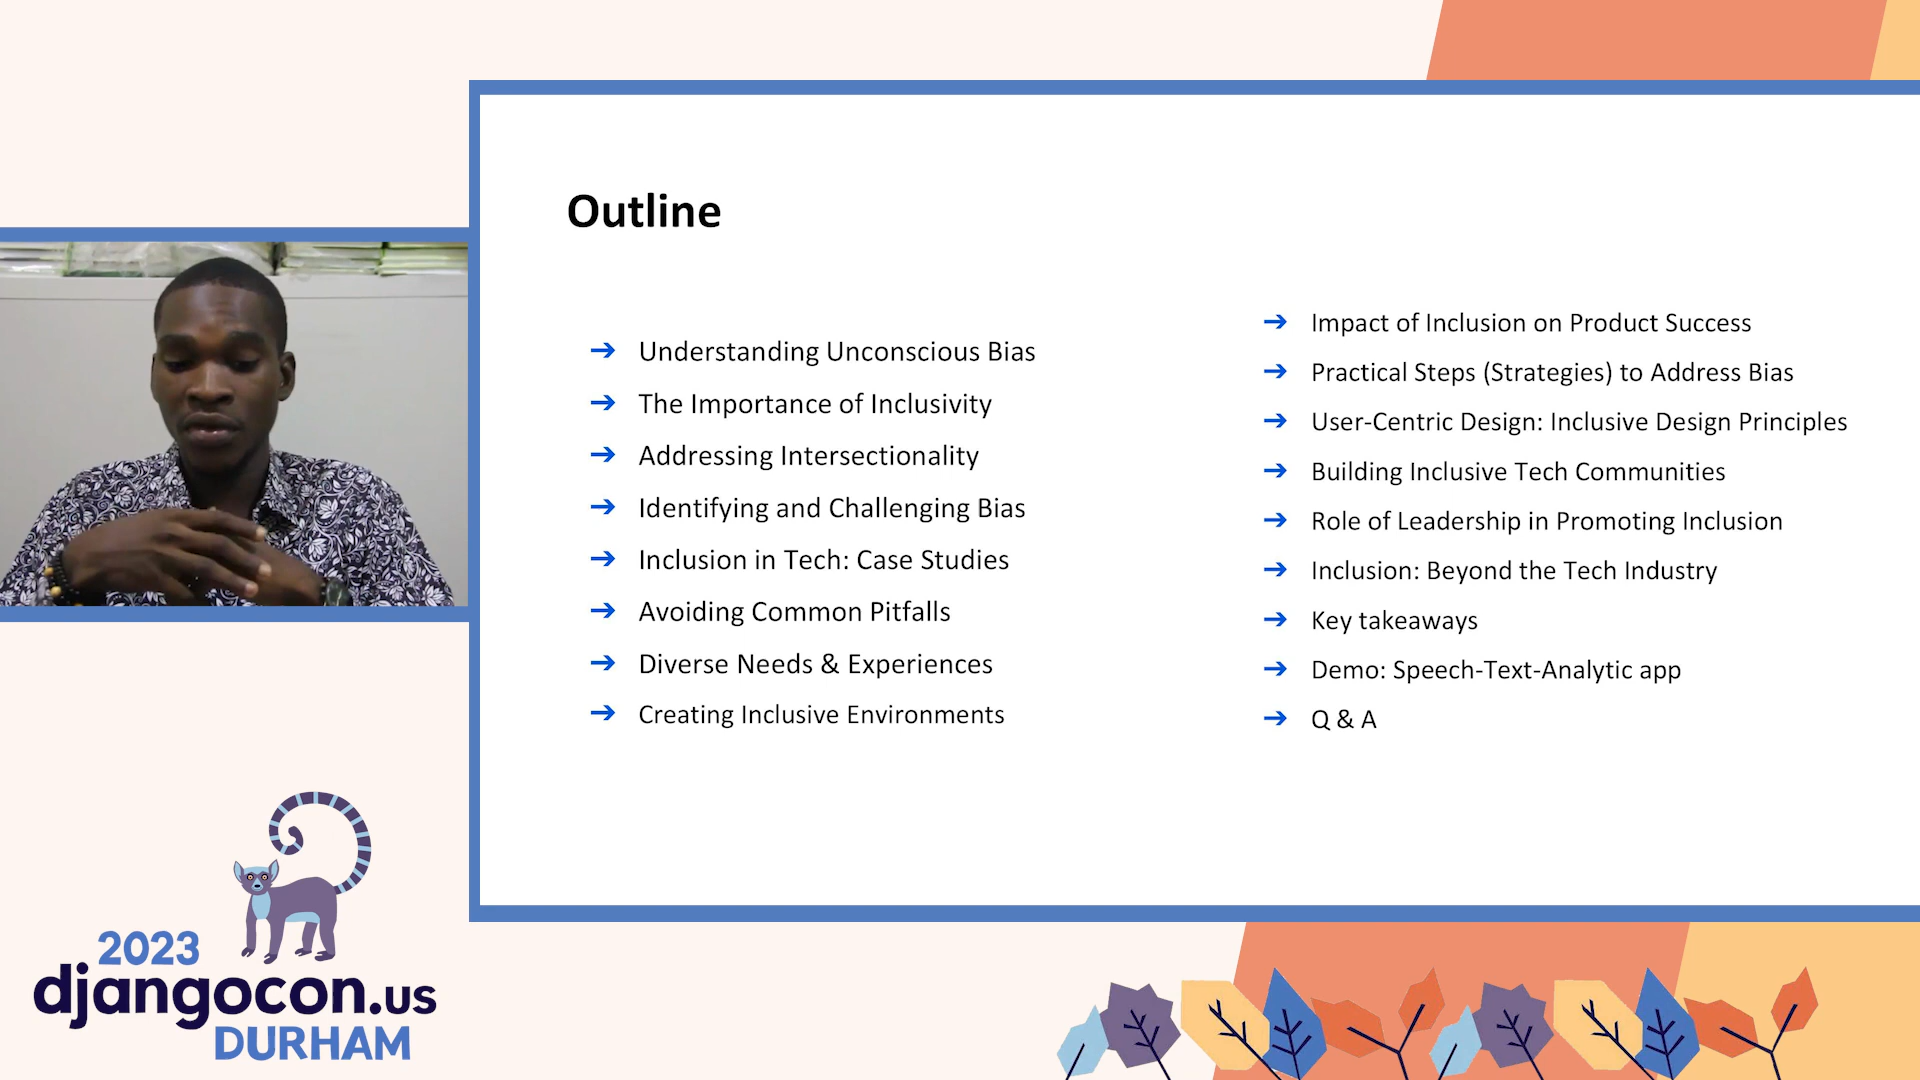 Outline
➔ Understanding Unconscious Bias
➔ The Importance of Inclusivity
➔ Addressing Intersectionality
➔ Identifying and Challenging Bias
➔ Inclusion in Tech: Case Studies
➔ Avoiding Common Pitfalls
➔ Diverse Needs & Experiences
➔ Creating Inclusive Environments
➔ Impact of Inclusion on Product Success
➔ Practical Steps (Strategies) to Address Bias
➔ User-Centric Design: Inclusive Design Principles
➔ Building Inclusive Tech Communities
➔ Role of Leadership in Promoting Inclusion
➔ Inclusion: Beyond the Tech Industry
➔ Key takeaways
➔ Demo: Speech-Text-Analytic app
➔ Q & A
2023
djangocon.us
DURHAM